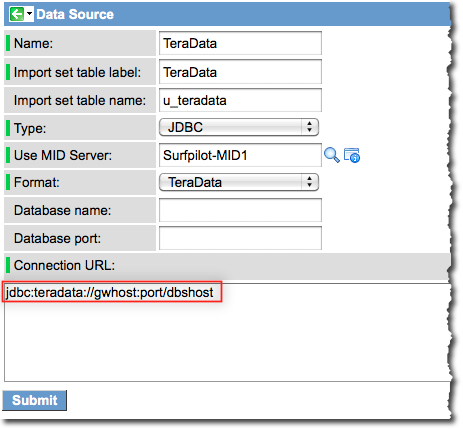 Data Source
Name: TeraData
Import set table label: TeraData
Import set table name: u_teradata
Type: JDBC
Use MID Server: Surfpilot-MID1
Format: TeraData
Database name:
Database port:
Connection URL:
jdbc:teradata://gwhost:port/dbshost
Submit